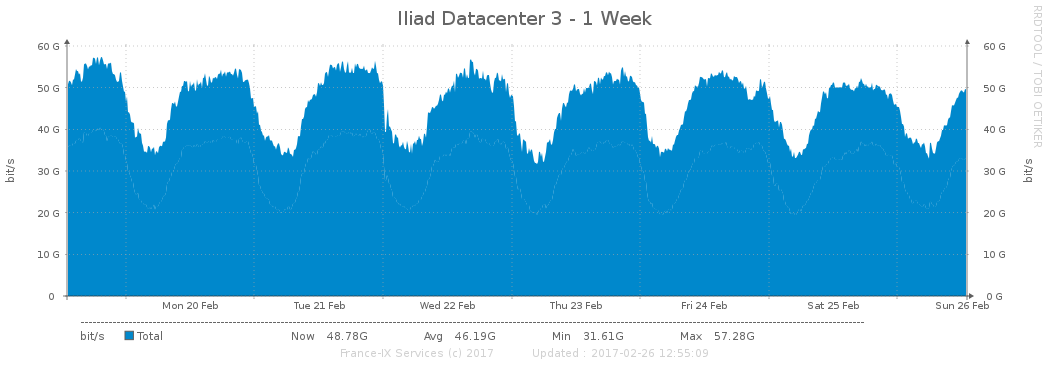 Iliad Datacenter 3 - 1 Week
RRDTOOL / TOBI OETIKER
60 G 60 G
50 G 50 G
40 G 40 G
30 G 30 G
20 G 20 G
10 G 10 G
0 0 G
bit/s bit/s
Mon 20 Feb Tue 21 Feb Wed 22 Feb Thu 23 Feb Fri 24 Feb Sat 25 Feb Sun 26 Feb
bit/s Total Now 48.78G Avg 46.19G Min 31.61G Max 57.28G
France-IX Services (c) 2017 Updated : 2017-02-26 12:55:09